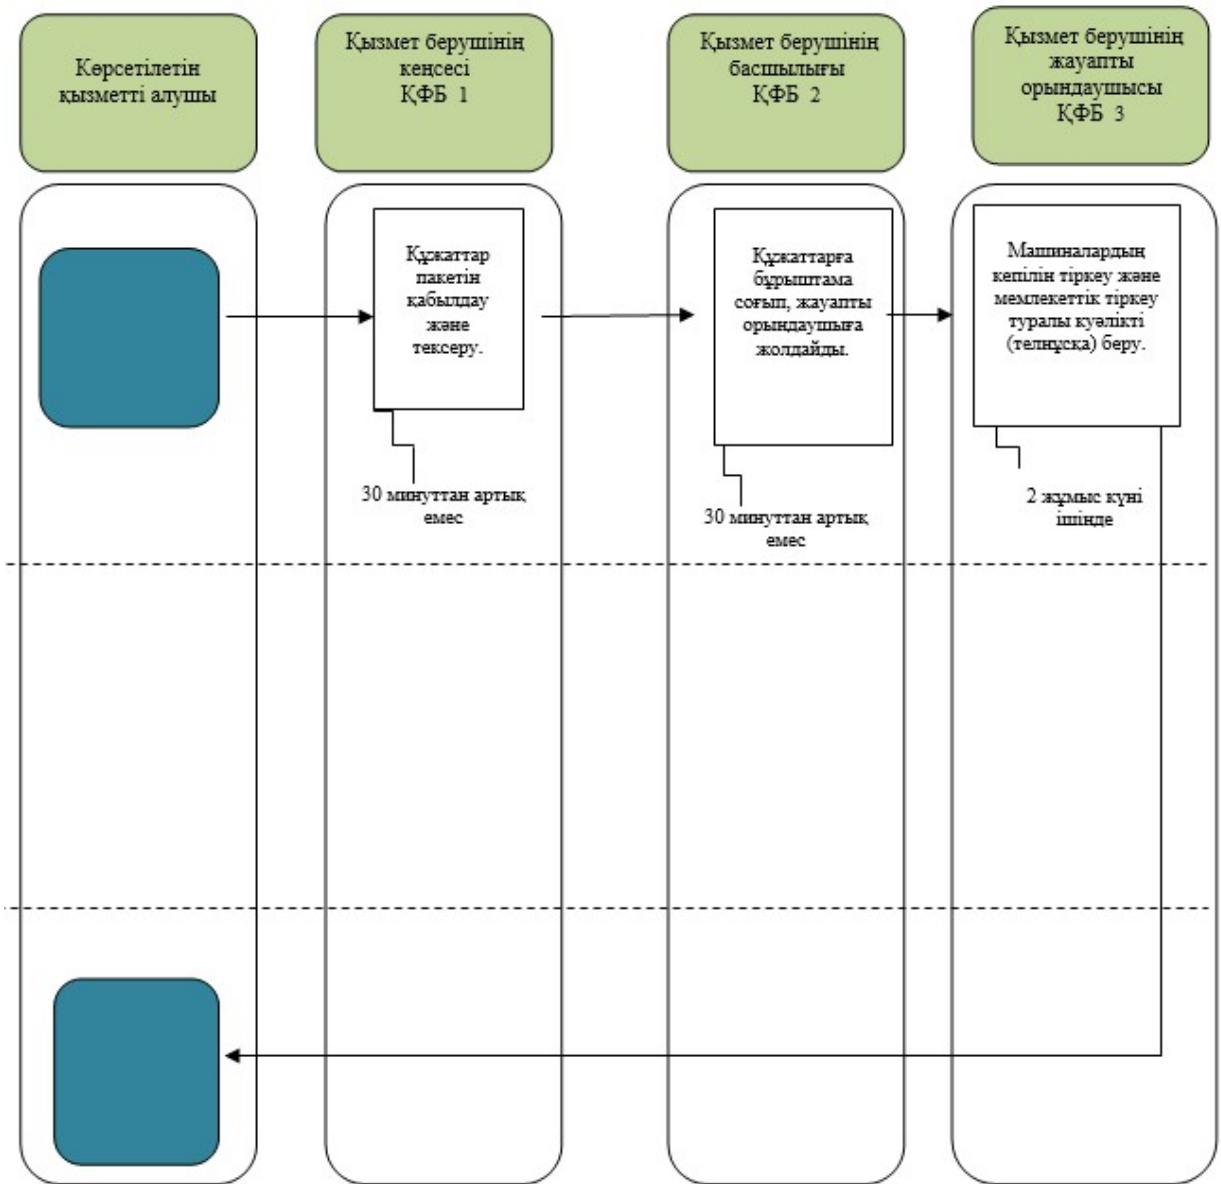 Көрсетілетін
қызметті алушы
Қызмет берушінің
кеңсесі
ҚФБ 1
Қызмет берушінің
басшылығы
ҚФБ 2
Қызмет берушінің
жауапты
орындаушысы
ҚФБ 3
Құжаттар
пакетін
қабылдау
және
тексеру.
30 минуттан артық
емес
Құжаттарға
бұрыштама
соғып, жауапты
орындаушыға
жолдайды.
30 минуттан артық
емес
Машиналардың
кепілін тіркеу және
мемлекеттік тіркеу
туралы куәлікті
(телнұсқа) беру.
2 жұмыс күні
ішінде